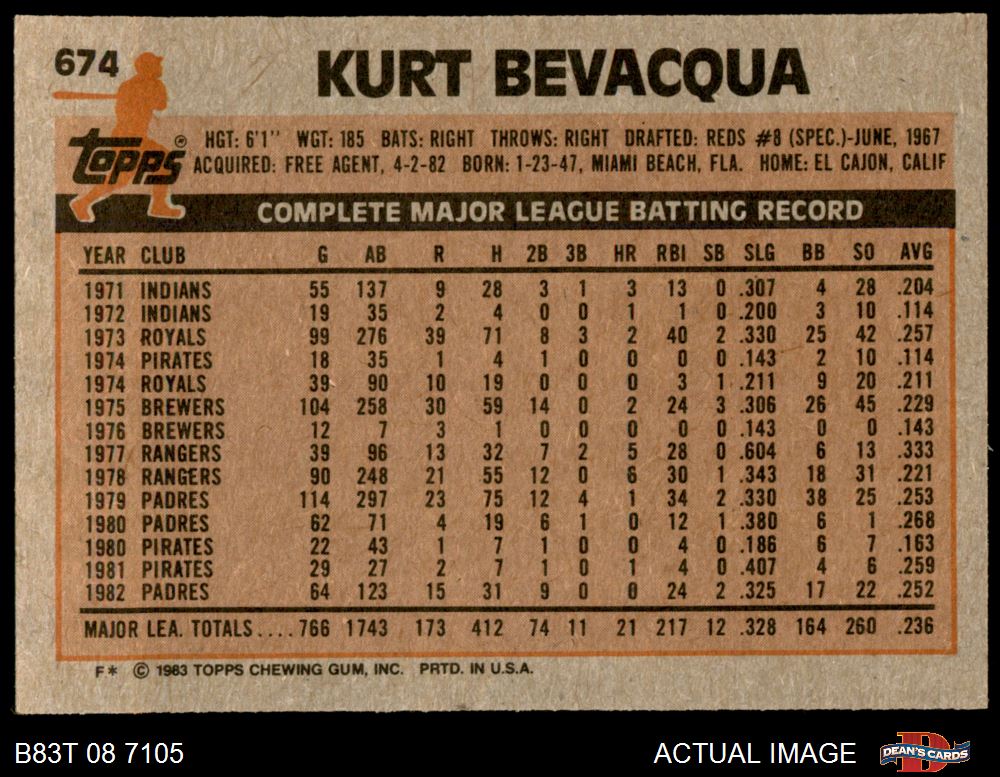 674
KURT BEVACQUA
topps®
HGT: 6'1" WGT: 185 BATS: RIGHT THROWS: RIGHT DRAFTED: REDS #8 (SPEC.)-JUNE, 1967
ACQUIRED: FREE AGENT, 4-2-82 BORN: 1-23-47, MIAMI BEACH, FLA. HOME: EL CAJON, CALIF
COMPLETE MAJOR LEAGUE BATTING RECORD
YEAR CLUB G AB R H 2B 3B HR RBI SB SLG BB SO AVG
1971 INDIANS 55 137 9 28 3 1 3 13 0 .307 4 28 .204
1972 INDIANS 19 35 2 4 0 0 1 1 0 .200 3 10 .114
1973 ROYALS 99 276 39 71 8 3 2 40 2 .330 25 42 .257
1974 PIRATES 18 35 1 4 1 0 0 0 0 .143 2 10 .114
1974 ROYALS 39 90 10 19 0 0 0 3 1 .211 9 20 .211
1975 BREWERS 104 258 30 59 14 0 2 24 3 .306 26 45 .229
1976 BREWERS 12 7 3 1 0 0 0 0 0 .143 0 0 .143
1977 RANGERS 39 96 13 32 7 2 5 28 0 .604 6 13 .333
1978 RANGERS 90 248 21 55 12 0 6 30 1 .343 18 31 .221
1979 PADRES 114 297 23 75 12 4 1 34 2 .330 38 25 .253
1980 PADRES 62 71 4 19 6 1 0 12 1 .380 6 1 .268
1980 PIRATES 22 43 1 7 1 0 0 4 0 .186 6 7 .163
1981 PIRATES 29 27 2 7 1 0 1 4 0 .407 4 6 .259
1982 PADRES 64 123 15 31 9 0 0 24 2 .325 17 22 .252
MAJOR LEA. TOTALS....766 1743 173 412 74 11 21 217 12 .328 164 260 .236
F* © 1983 TOPPS CHEWING GUM, INC. PRTD. IN U.S.A.
B83T 08 7105
ACTUAL IMAGE
D
DEAN'S CARDS